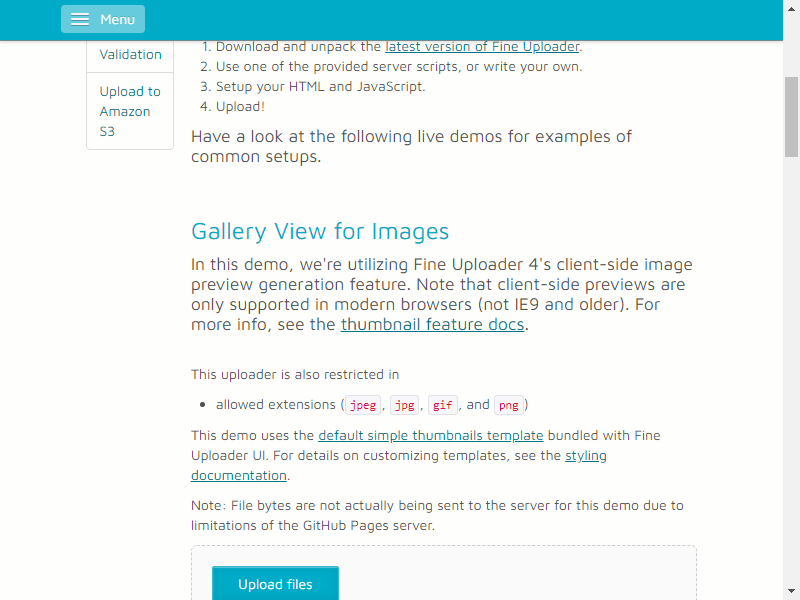 Menu
Validation
Upload to
Amazon
S3
1. Download and unpack the latest version of Fine Uploader.
2. Use one of the provided server scripts, or write your own.
3. Setup your HTML and JavaScript.
4. Upload!
Have a look at the following live demos for examples of
common setups.
Gallery View for Images
In this demo, we're utilizing Fine Uploader 4's client-side image
preview generation feature. Note that client-side previews are
only supported in modern browsers (not IE9 and older). For
more info, see the thumbnail feature docs.
This uploader is also restricted in
• allowed extensions (jpeg, jpg, gif, and png)
This demo uses the default simple thumbnails template bundled with Fine
Uploader UI. For details on customizing templates, see the styling
documentation.
Note: File bytes are not actually being sent to the server for this demo due to
limitations of the GitHub Pages server.
Upload files